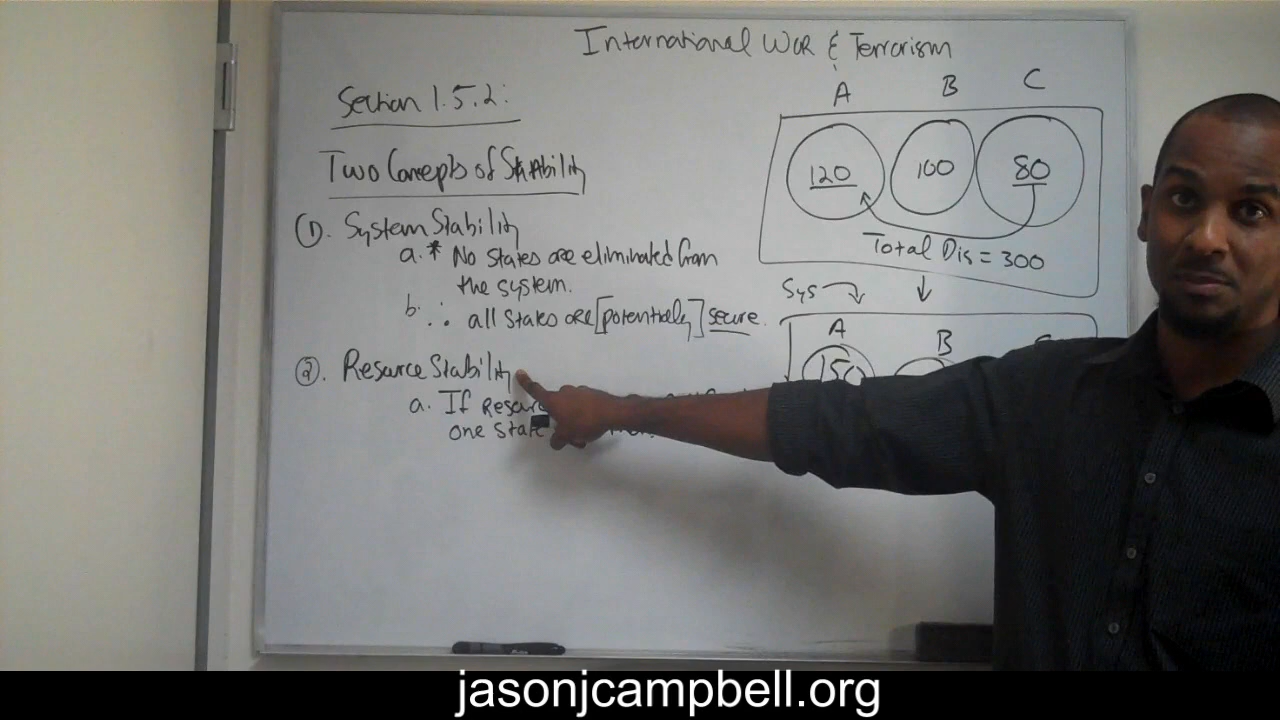 International War & Terrorism
Section 1.5.2:
Two Concepts of Stability
①. System Stability
a. * No States are eliminated from
the system.
b. ∴ all States are [potentially] secure.
②. Resource Stability
a. If
one State
A B C
120 100 80
Total Dis = 300
Sys
A B
150
jasonjcampbell.org